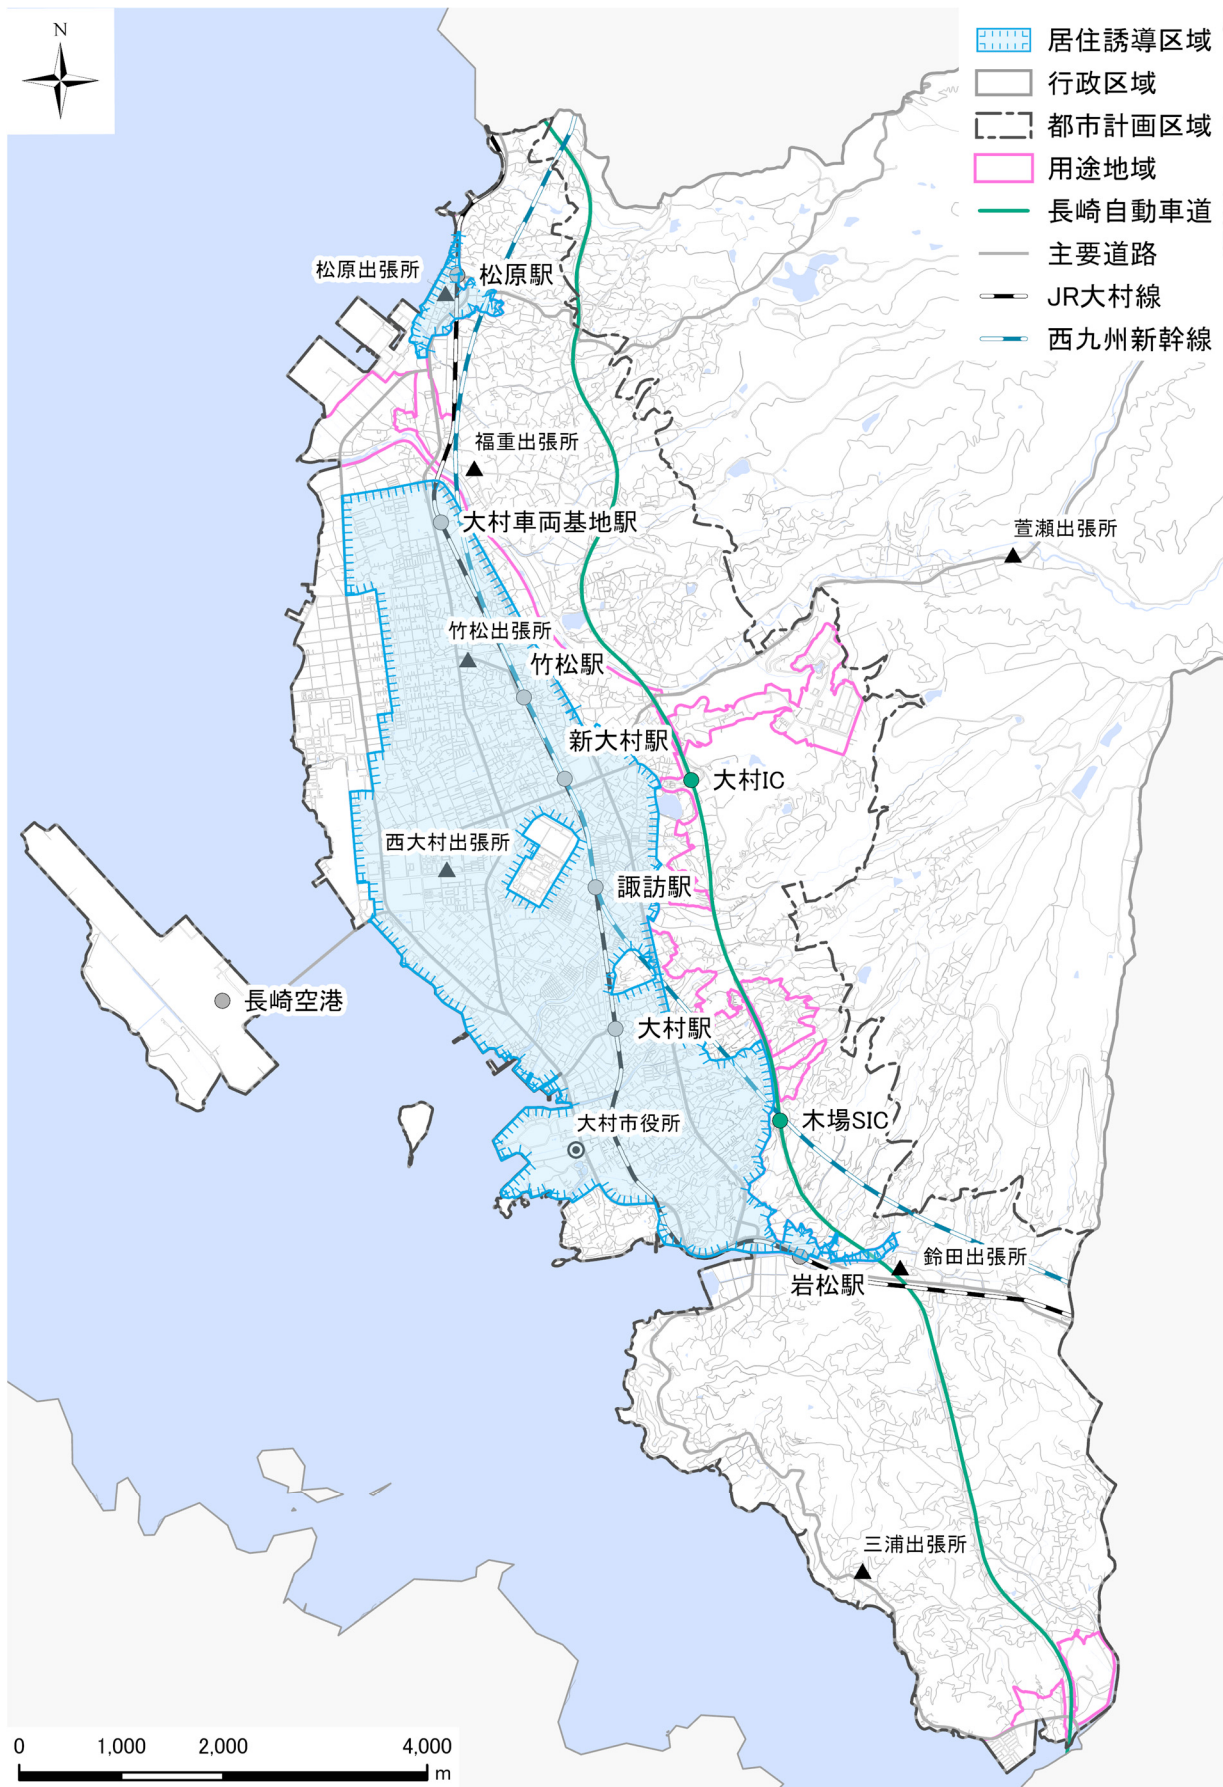 N
居住誘導区域
行政区域
都市計画区域
用途地域
長崎自動車道
主要道路
JR大村線
西九州新幹線
松原出張所
松原駅
福重出張所
大村車両基地駅
萱瀬出張所
竹松出張所
竹松駅
新大村駅
大村IC
西大村出張所
諏訪駅
長崎空港
大村駅
大村市役所
木場SIC
鈴田出張所
岩松駅
三浦出張所
0 1,000 2,000 4,000
m